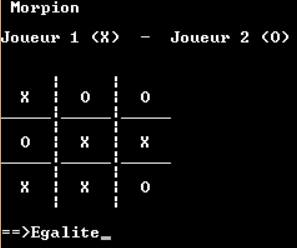 Morpion
Joueur 1 (X) - Joueur 2 (O)
X O O
O X X
X X O
==>Egalite_